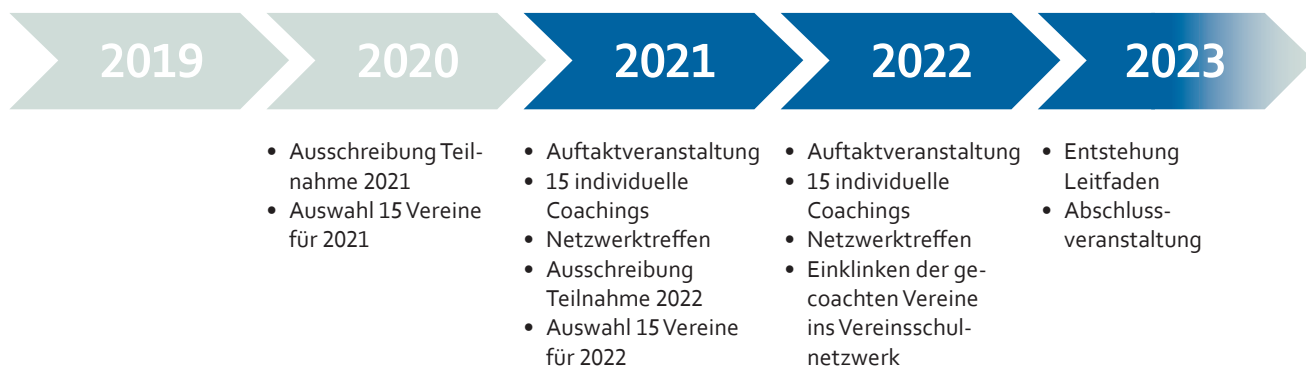 2019
2020
2021
2022
2023
• Ausschreibung Teil-
nahme 2021
• Auswahl 15 Vereine
für 2021
• Auftaktveranstaltung
• 15 individuelle
Coachings
• Netzwerktreffen
• Ausschreibung
Teilnahme 2022
• Auswahl 15 Vereine
für 2022
• Auftaktveranstaltung
• 15 individuelle
Coachings
• Netzwerktreffen
• Einklinken der ge-
coachten Vereine
ins Vereinsschul-
netzwerk
• Entstehung
Leitfaden
• Abschluss-
veranstaltung